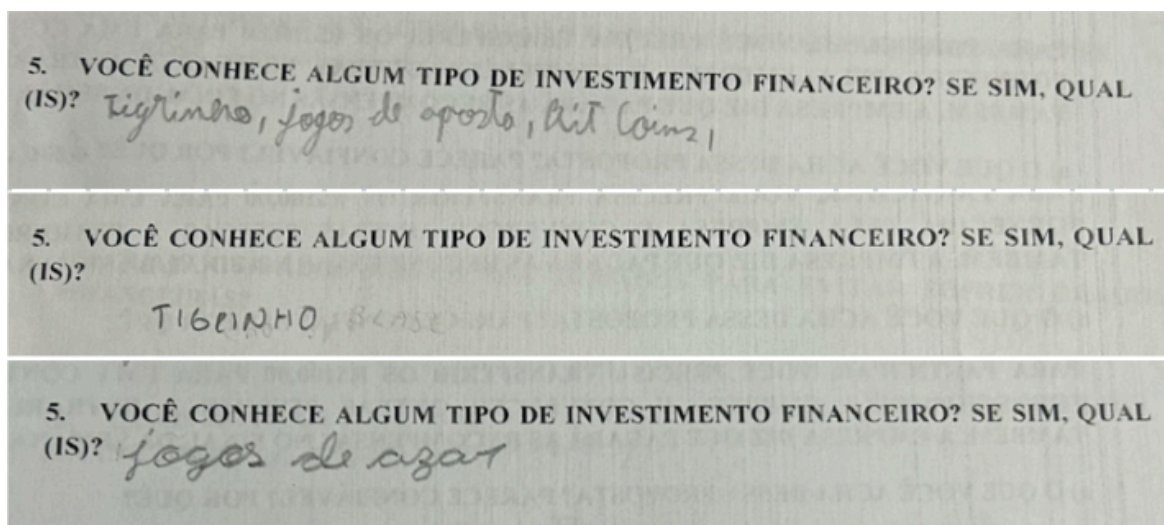 5. VOCÊ CONHECE ALGUM TIPO DE INVESTIMENTO FINANCEIRO? SE SIM, QUAL
(IS)? Tigrinho, jogos de aposta, Bit Coins,
5. VOCÊ CONHECE ALGUM TIPO DE INVESTIMENTO FINANCEIRO? SE SIM, QUAL
(IS)?
TIGRINHO
5. VOCÊ CONHECE ALGUM TIPO DE INVESTIMENTO FINANCEIRO? SE SIM, QUAL
(IS)? jogos de azar